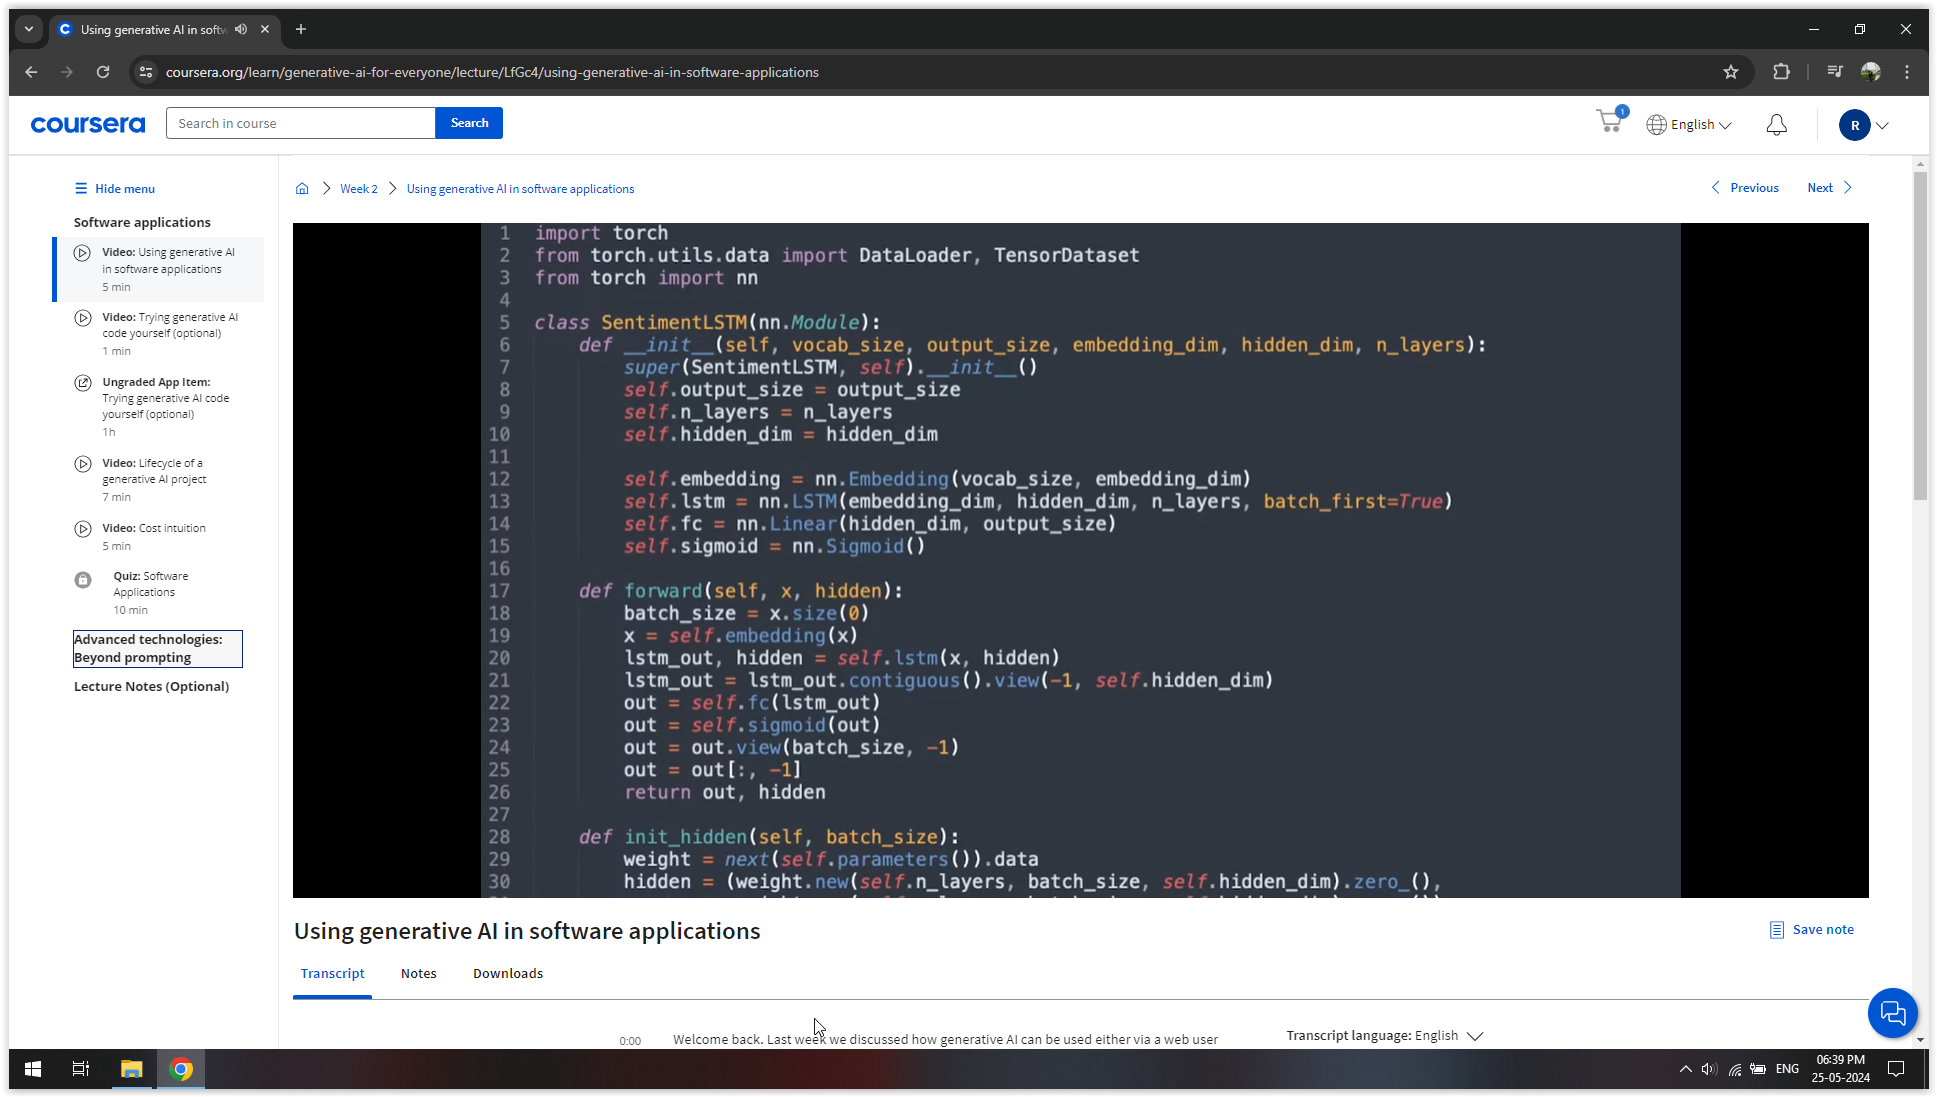 Using generative AI in softw
coursera.org/learn/generative-ai-for-everyone/lecture/LfGc4/using-generative-ai-in-software-applications
coursera
Search in course
Search
1
English
R
Hide menu
Software applications
Video: Using generative AI
in software applications
5 min
Video: Trying generative AI
code yourself (optional)
1 min
Ungraded App Item:
Trying generative AI code
yourself (optional)
1h
Video: Lifecycle of a
generative AI project
7 min
Video: Cost intuition
5 min
Quiz: Software
Applications
10 min
Advanced technologies:
Beyond prompting
Lecture Notes (Optional)
Week 2
Using generative AI in software applications
Previous
Next
1 import torch
2 from torch.utils.data import DataLoader, TensorDataset
3 from torch import nn
4
5 class SentimentLSTM(nn.Module):
6     def __init__(self, vocab_size, output_size, embedding_dim, hidden_dim, n_layers):
7         super(SentimentLSTM, self).__init__()
8         self.output_size = output_size
9         self.n_layers = n_layers
10         self.hidden_dim = hidden_dim
11
12         self.embedding = nn.Embedding(vocab_size, embedding_dim)
13         self.lstm = nn.LSTM(embedding_dim, hidden_dim, n_layers, batch_first=True)
14         self.fc = nn.Linear(hidden_dim, output_size)
15         self.sigmoid = nn.Sigmoid()
16
17     def forward(self, x, hidden):
18         batch_size = x.size(0)
19         x = self.embedding(x)
20         lstm_out, hidden = self.lstm(x, hidden)
21         lstm_out = lstm_out.contiguous().view(-1, self.hidden_dim)
22         out = self.fc(lstm_out)
23         out = self.sigmoid(out)
24         out = out.view(batch_size, -1)
25         out = out[:, -1]
26         return out, hidden
27
28     def init_hidden(self, batch_size):
29         weight = next(self.parameters()).data
30         hidden = (weight.new(self.n_layers, batch_size, self.hidden_dim).zero_(),
Using generative AI in software applications
Save note
Transcript
Notes
Downloads
0:00
Welcome back. Last week we discussed how generative AI can be used either via a web user
Transcript language: English
ENG
06:39 PM
25-05-2024